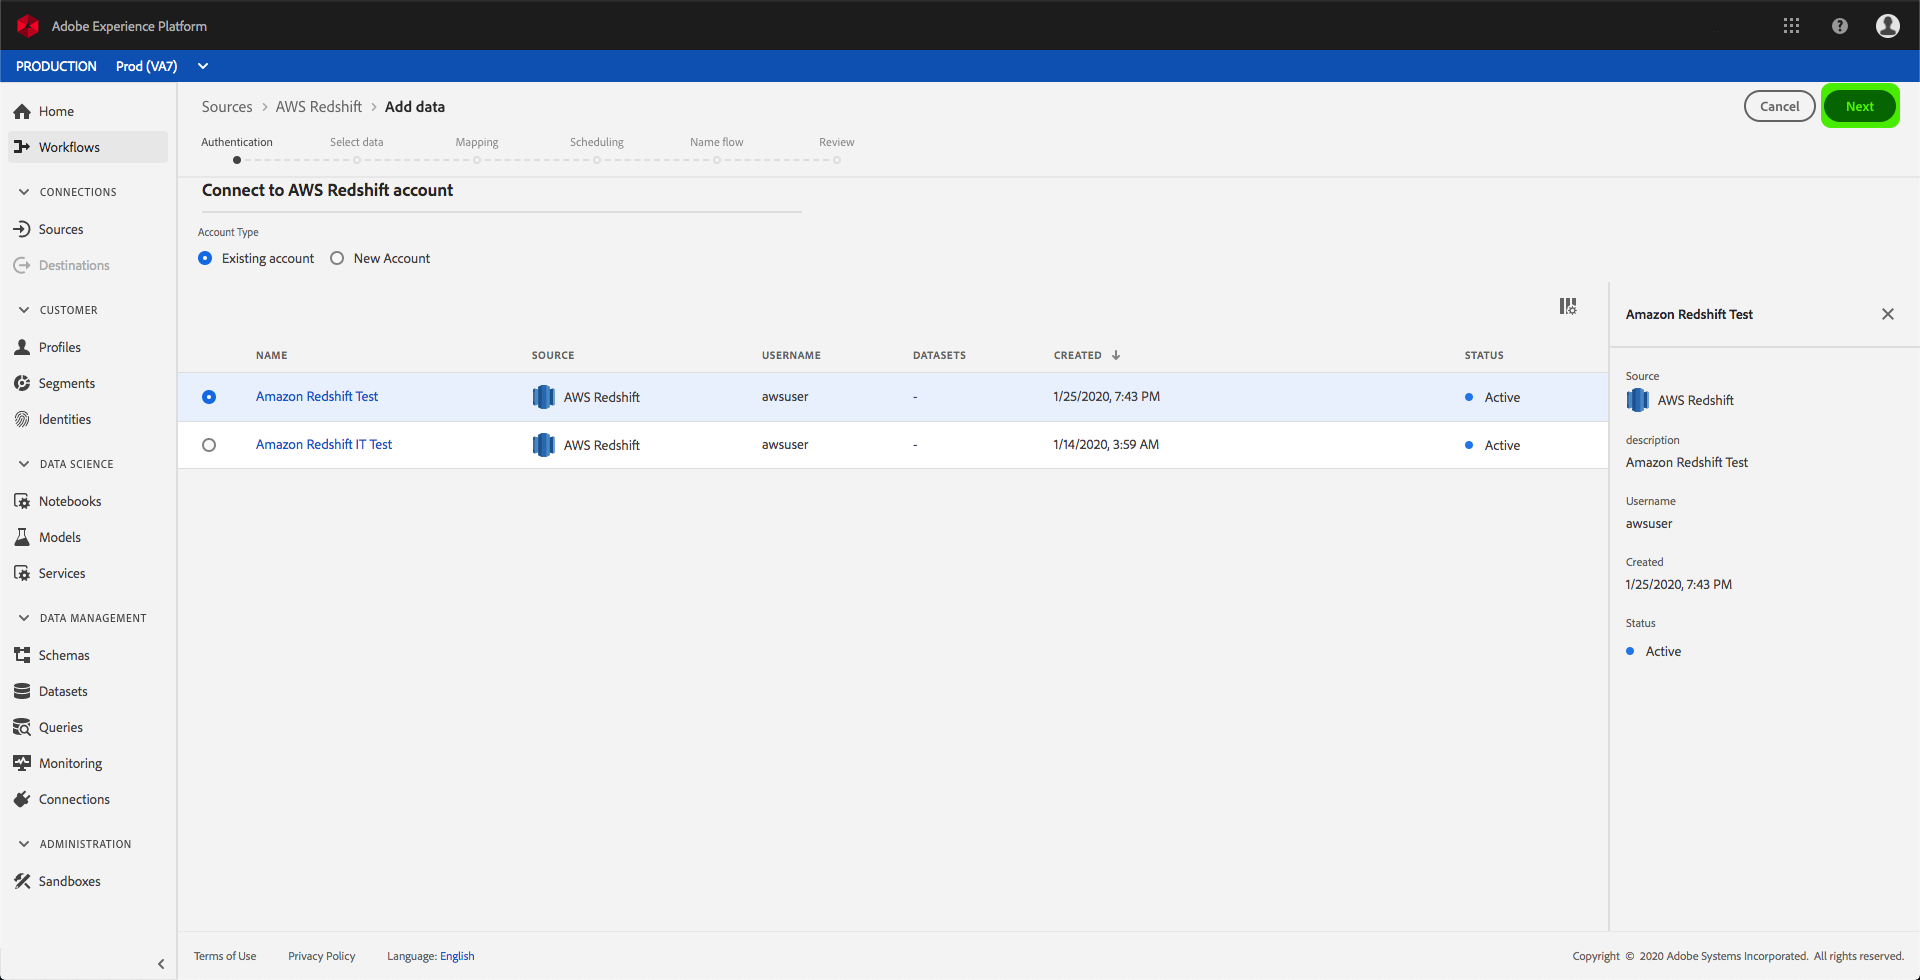 Adobe Experience Platform
PRODUCTION Prod (VA7)
Home
Workflows
CONNECTIONS
Sources
Destinations
CUSTOMER
Profiles
Segments
Identities
DATA SCIENCE
Notebooks
Models
Services
DATA MANAGEMENT
Schemas
Datasets
Queries
Monitoring
Connections
ADMINISTRATION
Sandboxes
Sources > AWS Redshift > Add data
Cancel Next
Authentication Select data Mapping Scheduling Name flow Review
Connect to AWS Redshift account
Account Type
Existing account New Account
NAME SOURCE USERNAME DATASETS CREATED ↓ STATUS
Amazon Redshift Test AWS Redshift awsuser - 1/25/2020, 7:43 PM Active
Amazon Redshift IT Test AWS Redshift awsuser - 1/14/2020, 3:59 AM Active
Amazon Redshift Test
Source
AWS Redshift
description
Amazon Redshift Test
Username
awsuser
Created
1/25/2020, 7:43 PM
Status
Active
Terms of Use Privacy Policy Language: English
Copyright © 2020 Adobe Systems Incorporated. All rights reserved.